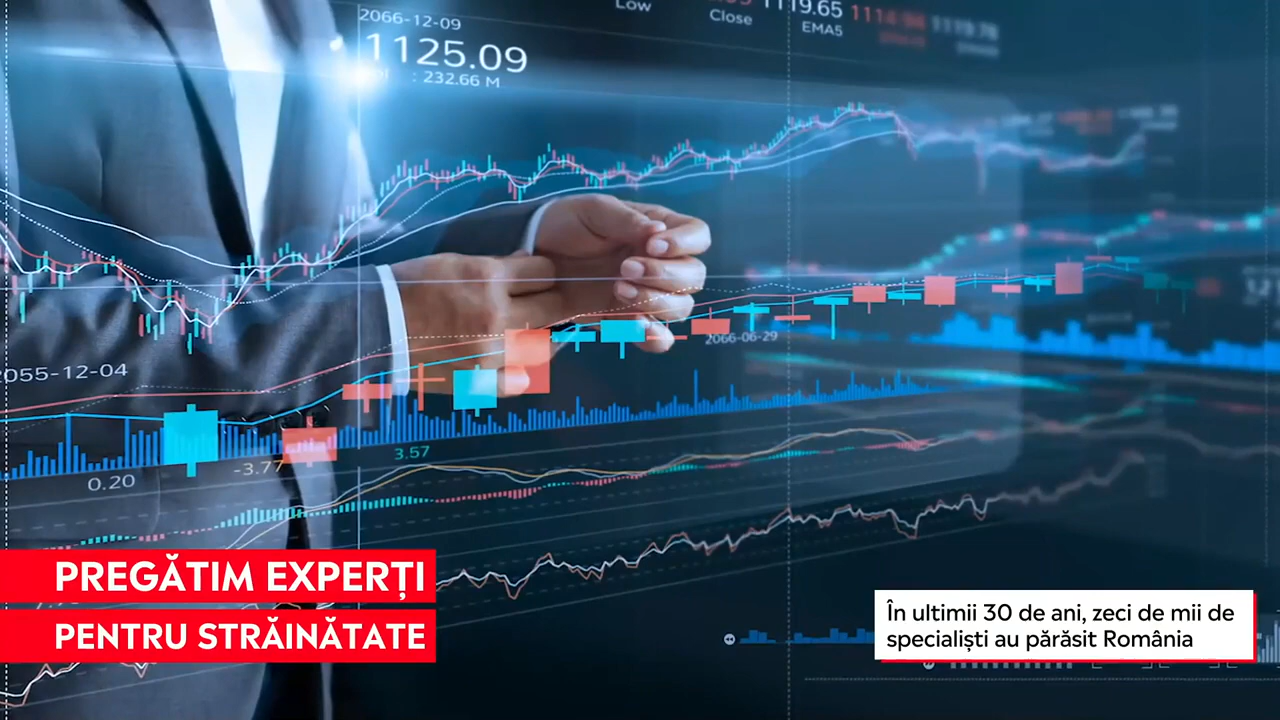 2066-12-09
1125.09
: 232.66 M
Low
Close
1119.65
EMA5
2055-12-04
2066-06-29
0.20
-3.77
3.57
PREGĂTIM EXPERȚI
PENTRU STRĂINĂTATE
În ultimii 30 de ani, zeci de mii de
specialiști au părăsit România